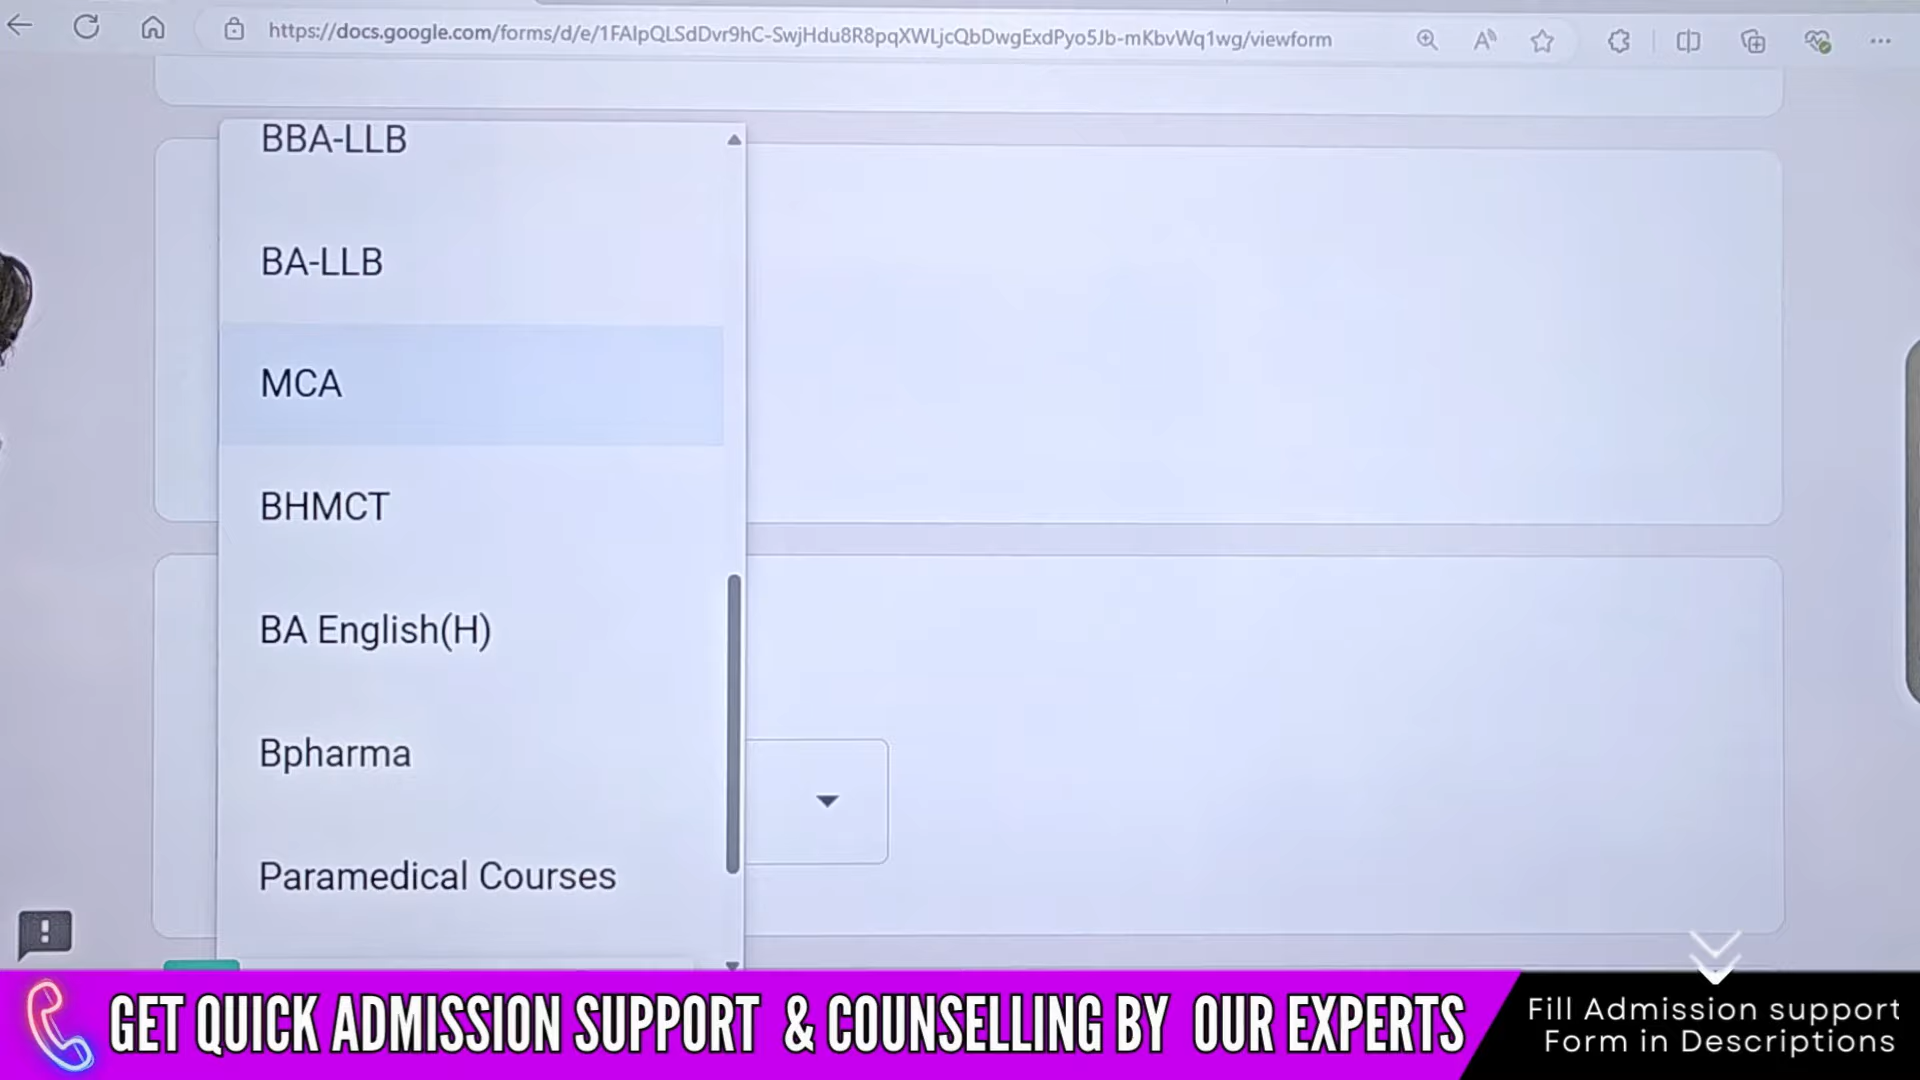 https://docs.google.com/forms/d/e/1FAIpQLSdDvr9hC-SwjHdu8R8pqXWLjcQbDwgExdPyo5Jb-mKbvWq1wg/viewform
BBA-LLB
BA-LLB
MCA
BHMCT
BA English(H)
Bpharma
Paramedical Courses
GET QUICK ADMISSION SUPPORT & COUNSELLING BY OUR EXPERTS
Fill Admission support
Form in Descriptions